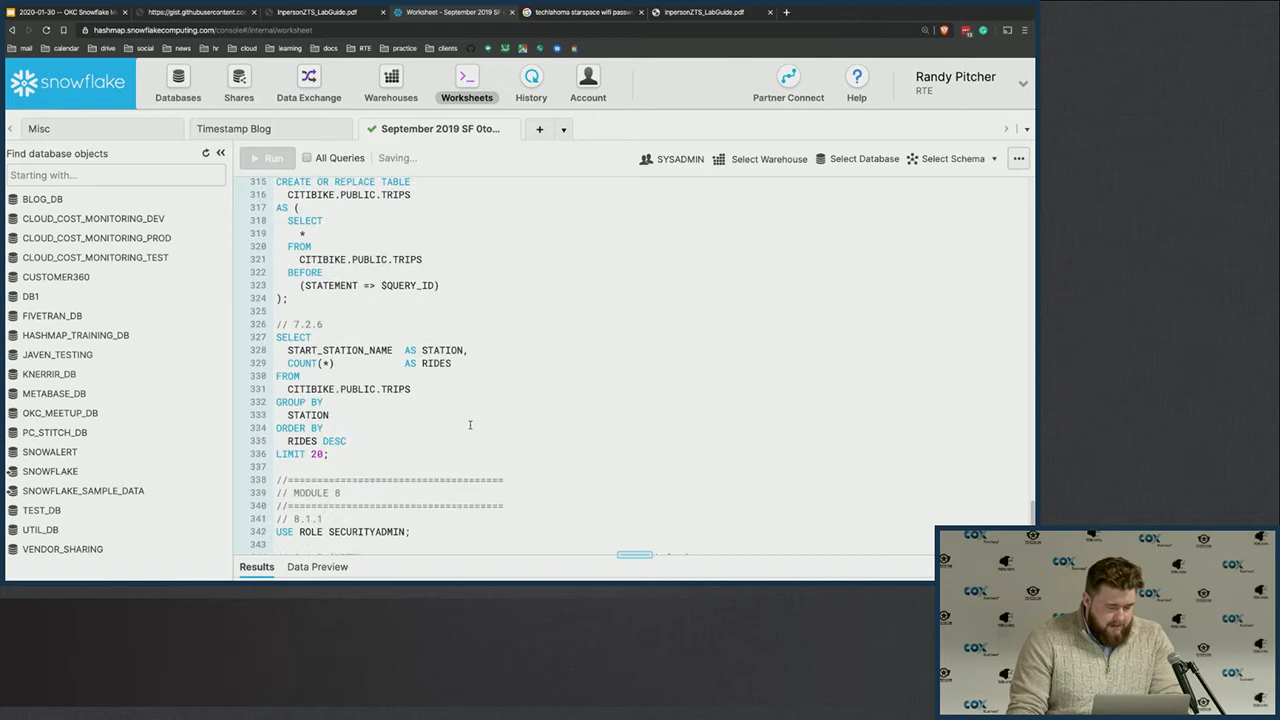 2020-01-30 -- OKC Snowflake M
https://gist.githubusercontent.co
InpersonZTS_LabGuide.pdf
Worksheet - September 2019 SF
techlahoma starspace wifi passw
InpersonZTS_LabGuide.pdf
hashmap.snowflakecomputing.com/console#/internal/worksheet
mail calendar drive social news hr cloud learning docs RTE practice clients
snowflake
Databases Shares Data Exchange Warehouses Worksheets History Account
Partner Connect Help
Randy Pitcher
RTE
Misc Timestamp Blog September 2019 SF 0to...
Find database objects
Starting with...
Run All Queries Saving...
SYSADMIN Select Warehouse Select Database Select Schema
BLOG_DB
CLOUD_COST_MONITORING_DEV
CLOUD_COST_MONITORING_PROD
CLOUD_COST_MONITORING_TEST
CUSTOMER360
DB1
FIVETRAN_DB
HASHMAP_TRAINING_DB
JAVEN_TESTING
KNERRIR_DB
METABASE_DB
OKC_MEETUP_DB
PC_STITCH_DB
SNOWALERT
SNOWFLAKE
SNOWFLAKE_SAMPLE_DATA
TEST_DB
UTIL_DB
VENDOR_SHARING
315 CREATE OR REPLACE TABLE
316 CITIBIKE.PUBLIC.TRIPS
317 AS (
318 SELECT
319 *
320 FROM
321 CITIBIKE.PUBLIC.TRIPS
322 BEFORE
323 (STATEMENT => $QUERY_ID)
324 );
325
326 // 7.2.6
327 SELECT
328 START_STATION_NAME AS STATION,
329 COUNT(*) AS RIDES
330 FROM
331 CITIBIKE.PUBLIC.TRIPS
332 GROUP BY
333 STATION
334 ORDER BY
335 RIDES DESC
336 LIMIT 20;
337
338 //=====================================
339 // MODULE 8
340 //=====================================
341 // 8.1.1
342 USE ROLE SECURITYADMIN;
343
Results Data Preview
COX